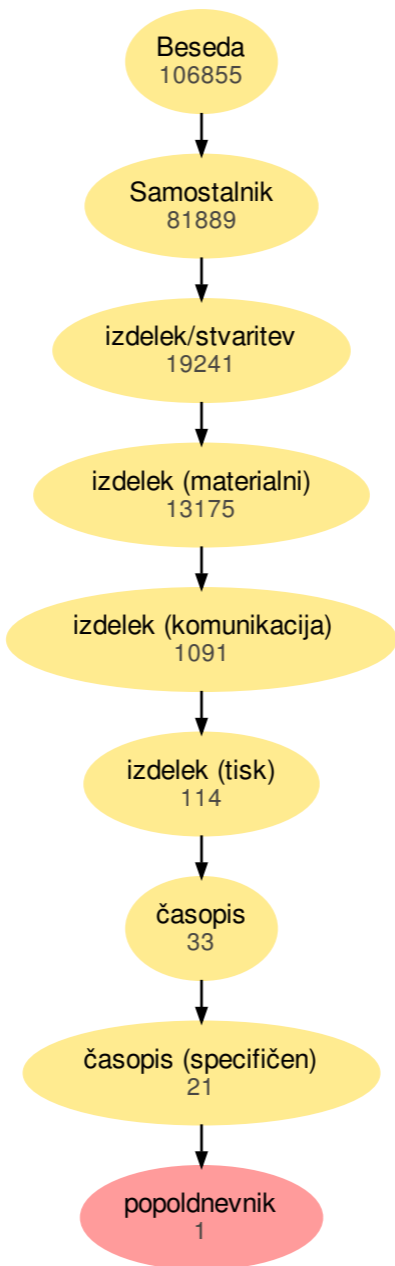 Beseda
106855
Samostalnik
81889
izdelek/stvaritev
19241
izdelek (materialni)
13175
izdelek (komunikacija)
1091
izdelek (tisk)
114
časopis
33
časopis (specifičen)
21
popoldnevnik
1